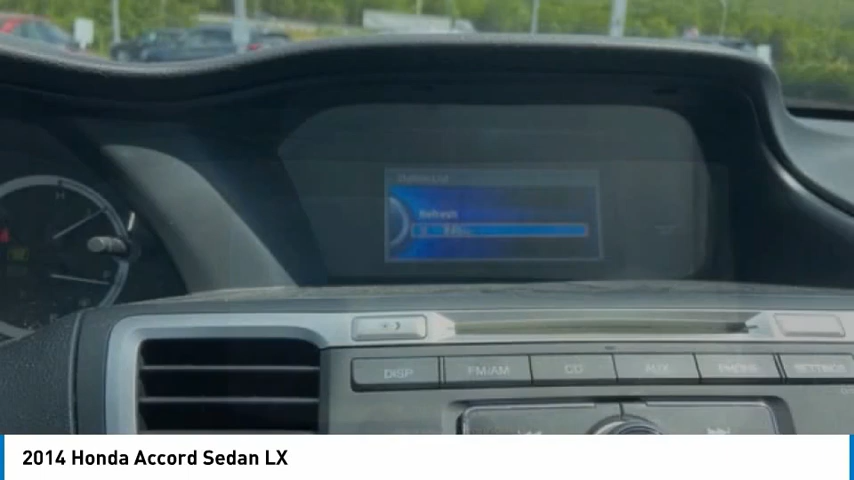 Refresh
DISP
FM/AM
CD
AUX
PHONE
SETTINGS
2014 Honda Accord Sedan LX